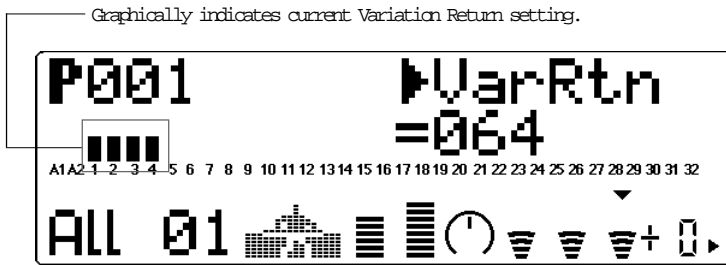 Graphically indicates current Variation Return setting.
P001 ▶VarRtn
=064
A1 A2 1 2 3 4 5 6 7 8 9 10 11 12 13 14 15 16 17 18 19 20 21 22 23 24 25 26 27 28 29 30 31 32
All 01 + 0